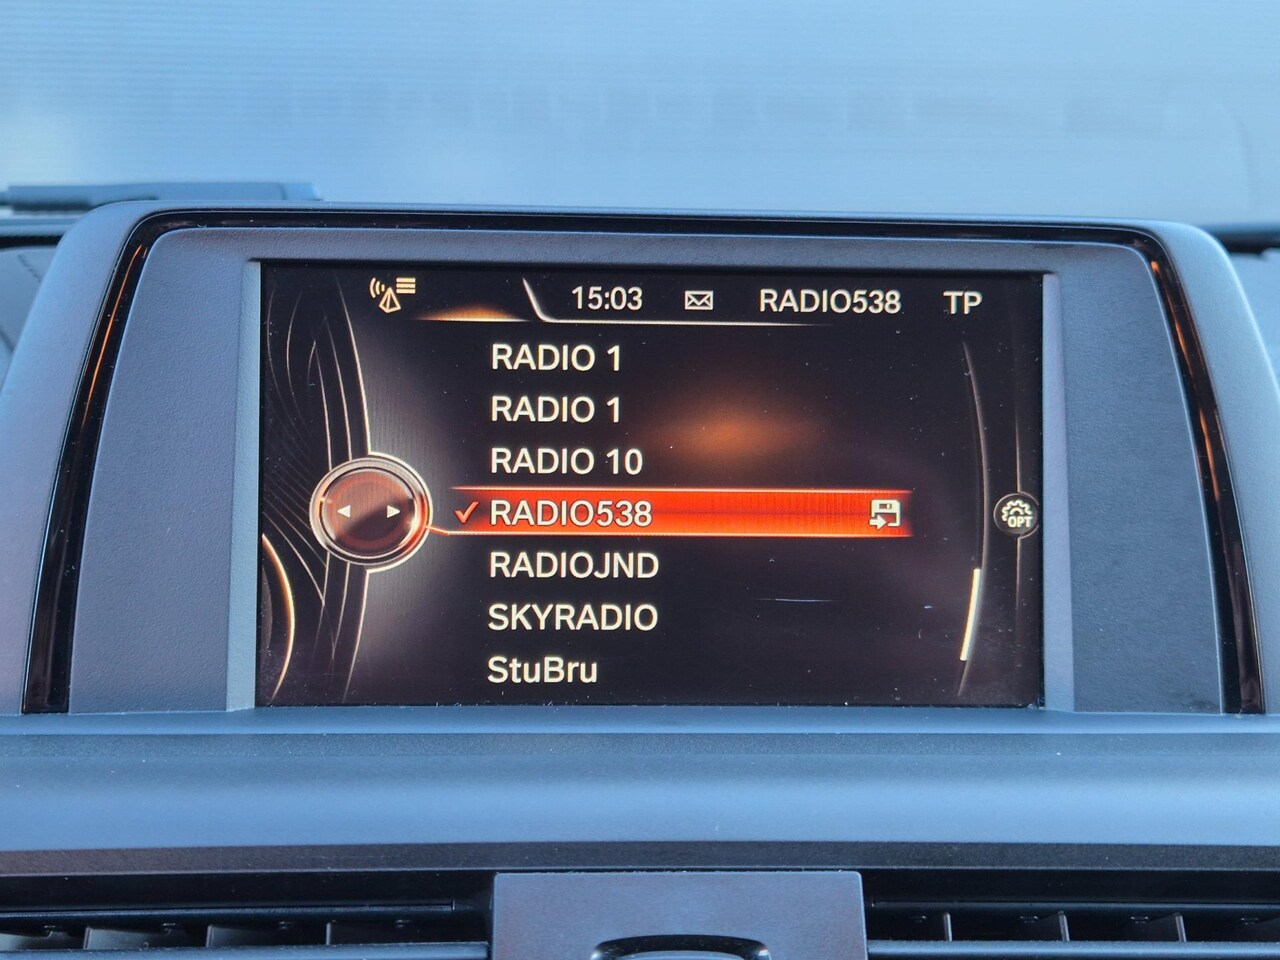 15:03 RADIO538 TP
RADIO 1
RADIO 1
RADIO 10
RADIO538
RADIOJND
SKYRADIO
StuBru
OPT